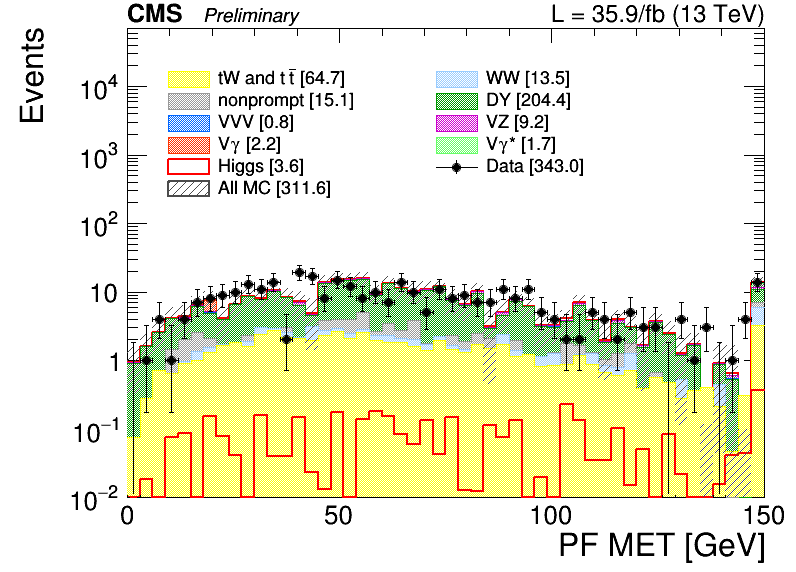 CMS Preliminary L = 35.9/fb (13 TeV)
Events
tW and t t̄ [64.7] WW [13.5]
nonprompt [15.1] DY [204.4]
VVV [0.8] VZ [9.2]
Vγ [2.2] Vγ* [1.7]
Higgs [3.6] Data [343.0]
All MC [311.6]
10⁴
10³
10²
10
1
10⁻¹
10⁻²
0 50 100 150
PF MET [GeV]